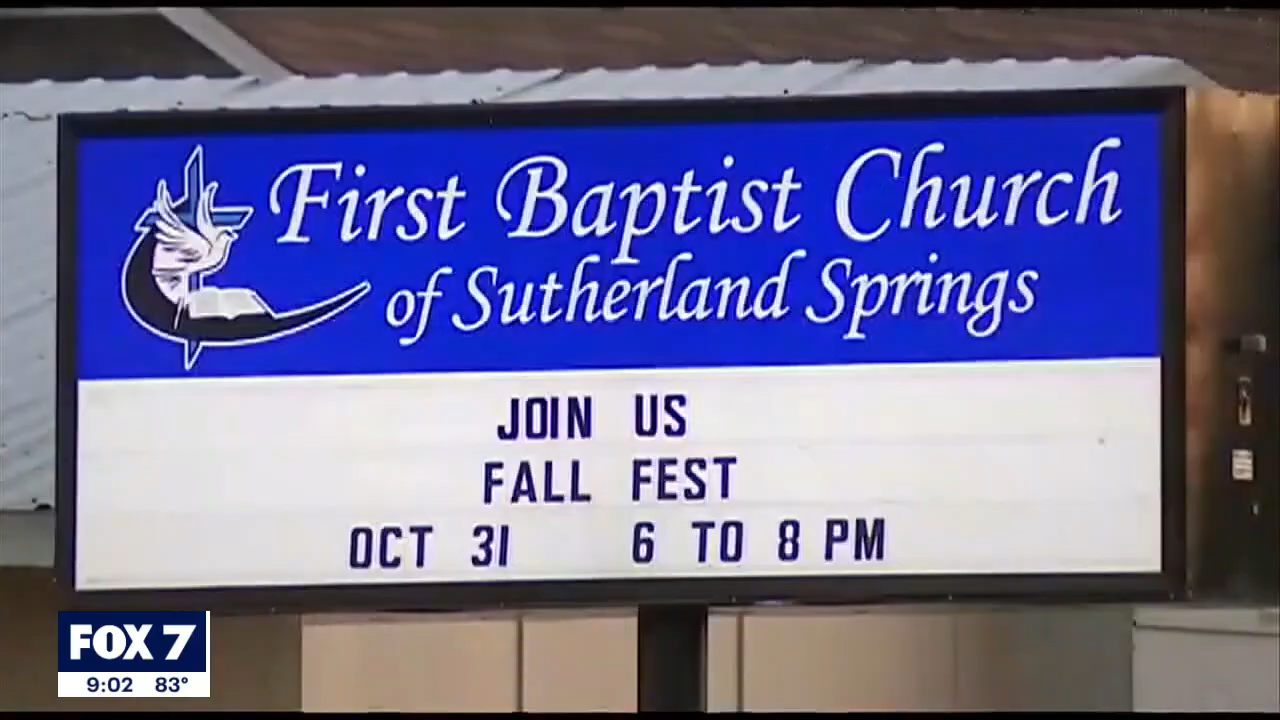 First Baptist Church
of Sutherland Springs
JOIN US
FALL FEST
OCT 31 6 TO 8 PM
FOX 7
9:02 83°